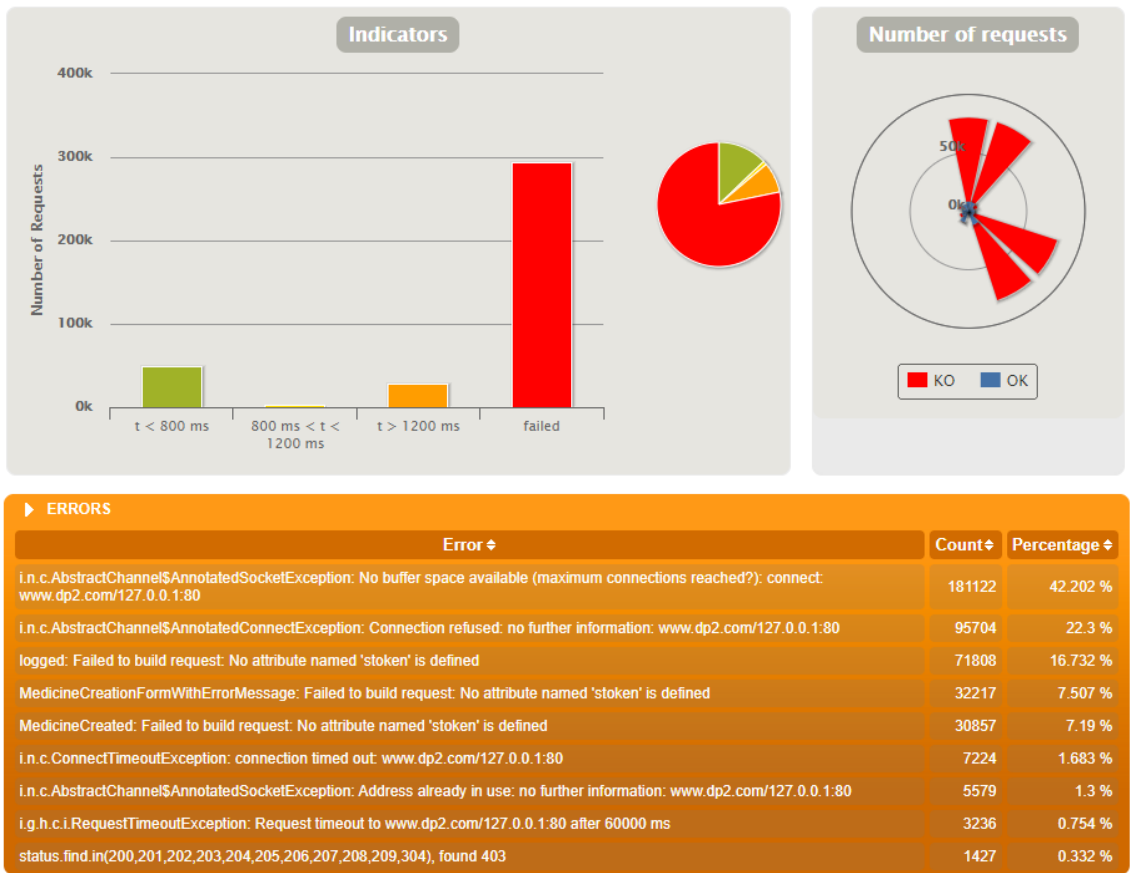 Indicators
Number of Requests
400k
300k
200k
100k
0k
t < 800 ms
800 ms < t <
1200 ms
t > 1200 ms
failed
Number of requests
50k
0k
KO
OK
ERRORS
Error Count Percentage
i.n.c.AbstractChannel$AnnotatedSocketException: No buffer space available (maximum connections reached?): connect:
www.dp2.com/127.0.0.1:80
181122 42.202 %
i.n.c.AbstractChannel$AnnotatedConnectException: Connection refused: no further information: www.dp2.com/127.0.0.1:80 95704 22.3 %
logged: Failed to build request: No attribute named 'stoken' is defined 71808 16.732 %
MedicineCreationFormWithErrorMessage: Failed to build request: No attribute named 'stoken' is defined 32217 7.507 %
MedicineCreated: Failed to build request: No attribute named 'stoken' is defined 30857 7.19 %
i.n.c.ConnectTimeoutException: connection timed out: www.dp2.com/127.0.0.1:80 7224 1.683 %
i.n.c.AbstractChannel$AnnotatedSocketException: Address already in use: no further information: www.dp2.com/127.0.0.1:80 5579 1.3 %
i.g.h.c.i.RequestTimeoutException: Request timeout to www.dp2.com/127.0.0.1:80 after 60000 ms 3236 0.754 %
status.find.in(200,201,202,203,204,205,206,207,208,209,304), found 403 1427 0.332 %